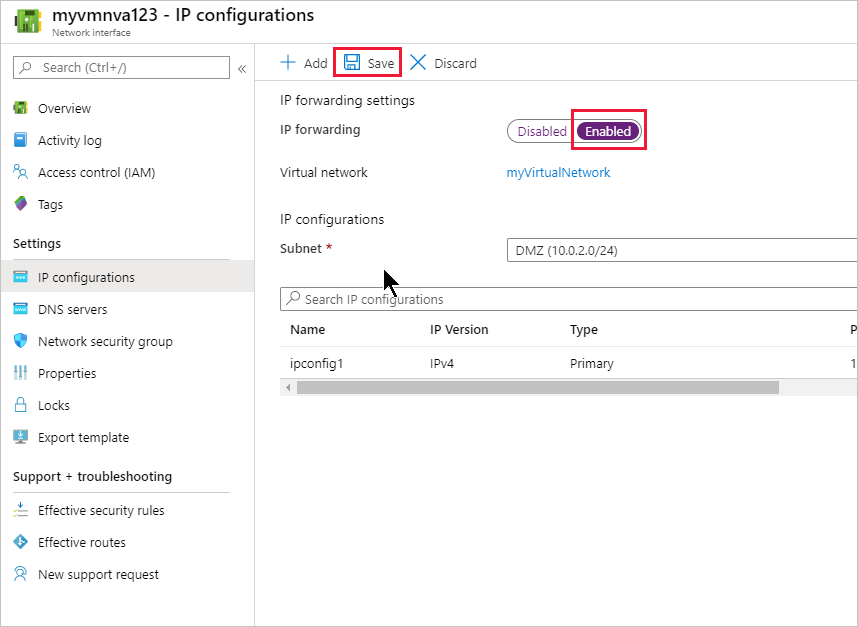 myvmnva123 - IP configurations
Network interface
Search (Ctrl+/)
«
Overview
Activity log
Access control (IAM)
Tags
Settings
IP configurations
DNS servers
Network security group
Properties
Locks
Export template
Support + troubleshooting
Effective security rules
Effective routes
New support request
Add Save Discard
IP forwarding settings
IP forwarding Disabled Enabled
Virtual network myVirtualNetwork
IP configurations
Subnet * DMZ (10.0.2.0/24)
Search IP configurations
Name IP Version Type P
ipconfig1 IPv4 Primary 1